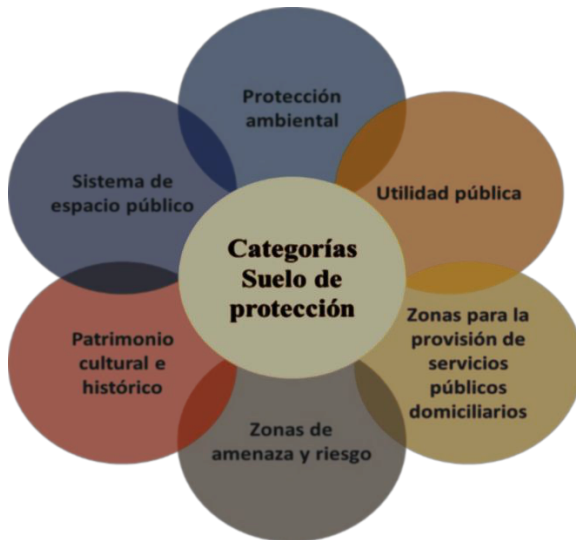 Protección
ambiental
Utilidad pública
Zonas para la
provisión de
servicios
públicos
domiciliarios
Zonas de
amenaza y riesgo
Patrimonio
cultural e
histórico
Sistema de
espacio público
Categorías
Suelo de
protección